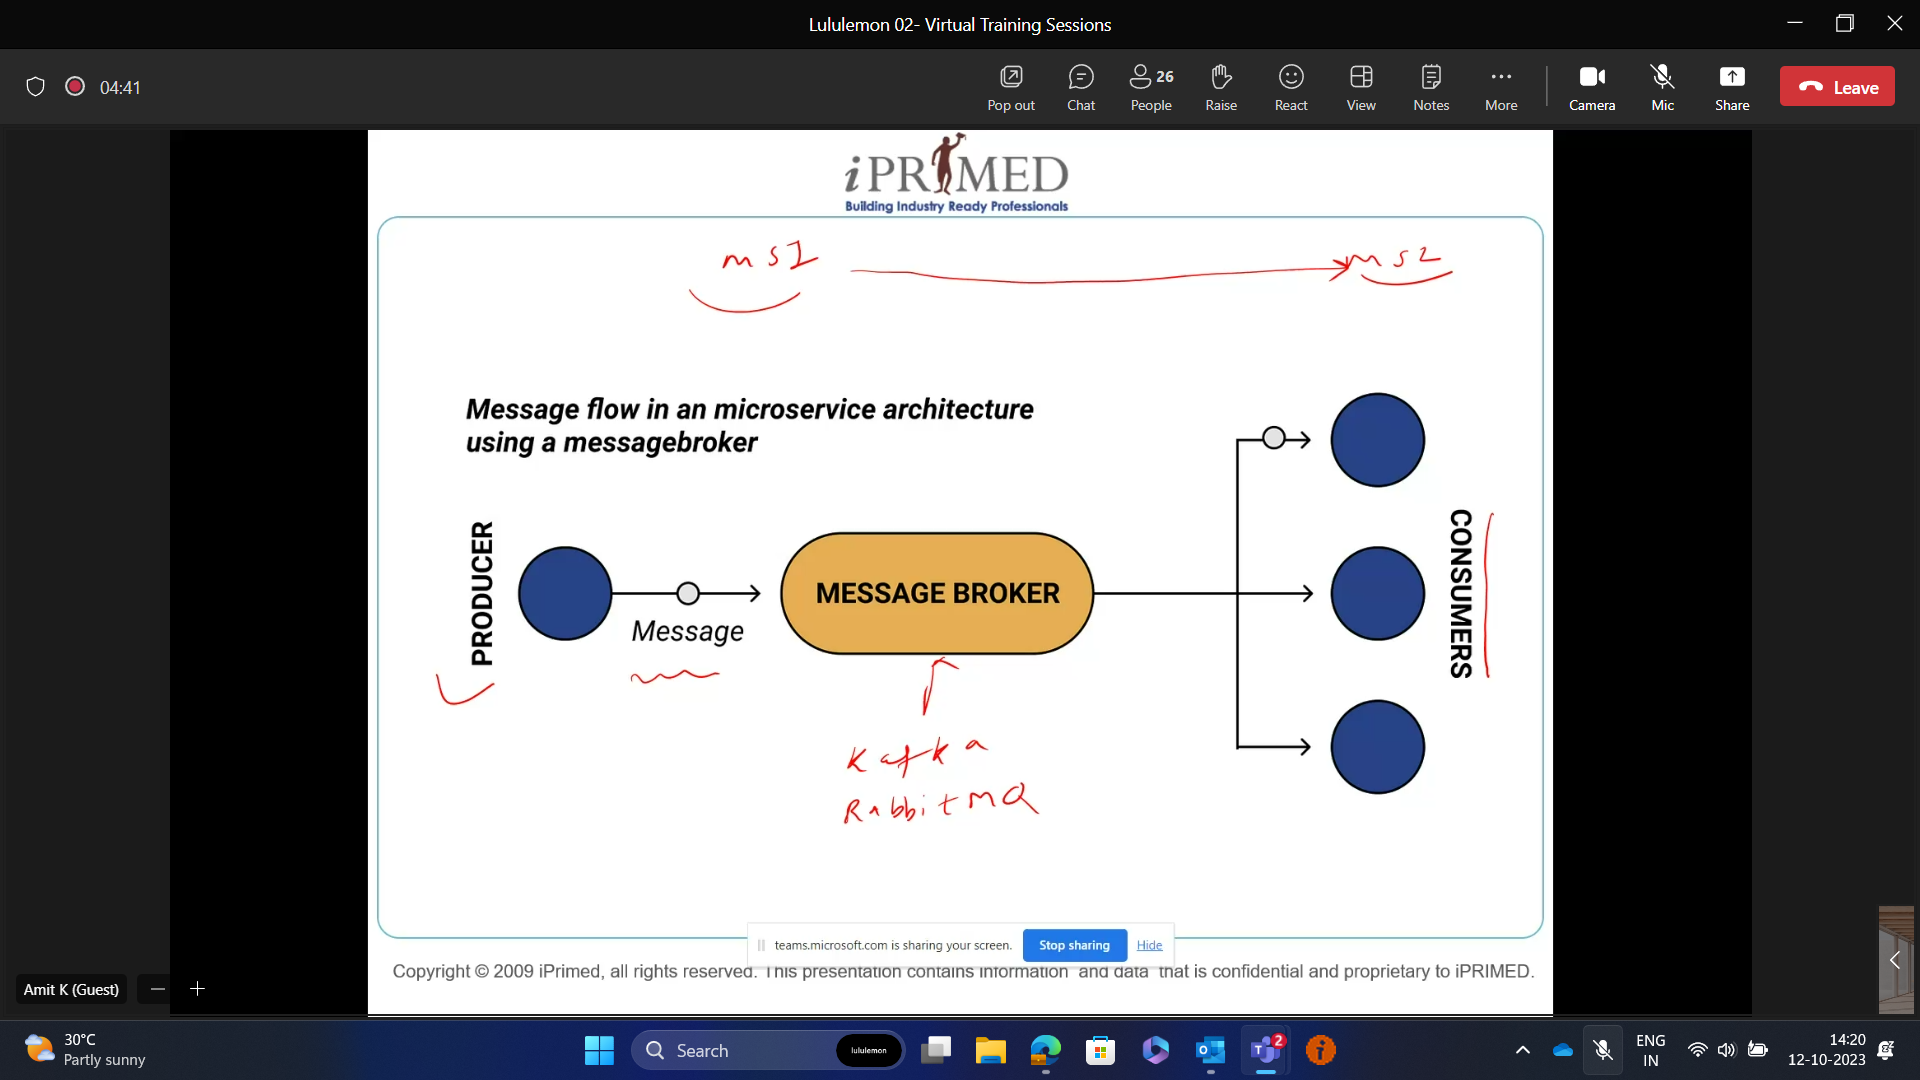 Lululemon 02- Virtual Training Sessions
04:41
Pop out
Chat
26
People
Raise
React
View
Notes
More
Camera
Mic
Share
Leave
iPRIMED
Building Industry Ready Professionals
ms1
ms2
Message flow in an microservice architecture
using a messagebroker
PRODUCER
Message
MESSAGE BROKER
CONSUMERS
Kafka
RabbitMQ
teams.microsoft.com is sharing your screen.
Stop sharing
Hide
Copyright © 2009 iPrimed, all rights reserved. This presentation contains information and data that is confidential and proprietary to iPRIMED.
Amit K (Guest)
30°C
Partly sunny
Search
lululemon
2
ENG
IN
14:20
12-10-2023